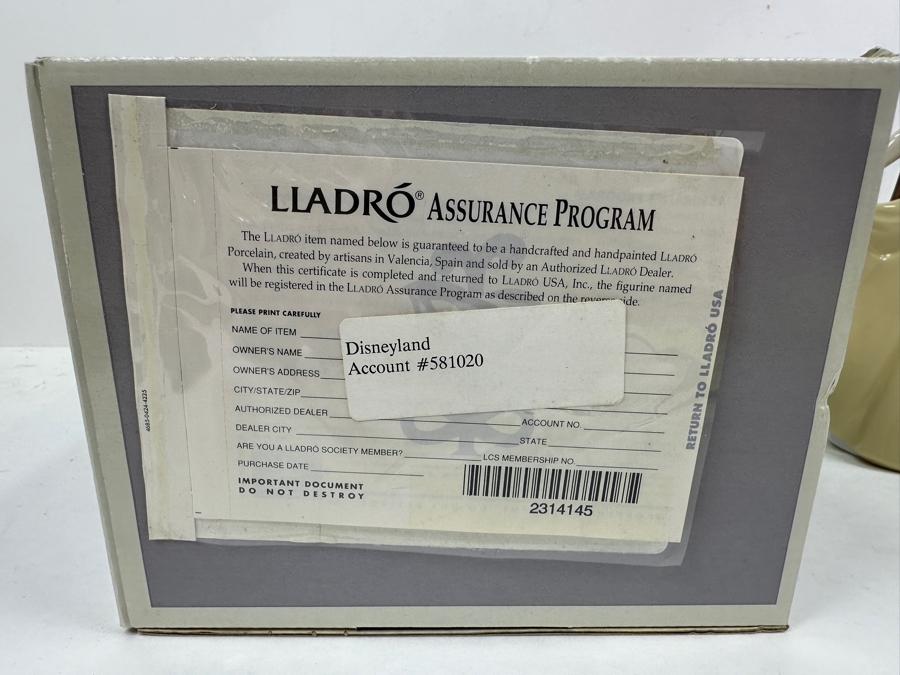 LLADRÓ® ASSURANCE PROGRAM
The LLADRÓ item named below is guaranteed to be a handcrafted and handpainted LLADRÓ
Porcelain, created by artisans in Valencia, Spain and sold by an Authorized LLADRÓ Dealer.
When this certificate is completed and returned to LLADRÓ USA, Inc., the figurine named
will be registered in the LLADRÓ Assurance Program as described on the reverse side.
PLEASE PRINT CAREFULLY
NAME OF ITEM
OWNER'S NAME
OWNER'S ADDRESS
CITY/STATE/ZIP
AUTHORIZED DEALER
ACCOUNT NO.
DEALER CITY
STATE
ARE YOU A LLADRÓ SOCIETY MEMBER?
LCS MEMBERSHIP NO.
PURCHASE DATE
IMPORTANT DOCUMENT
DO NOT DESTROY
2314145
Disneyland
Account #581020
RETURN TO LLADRÓ USA